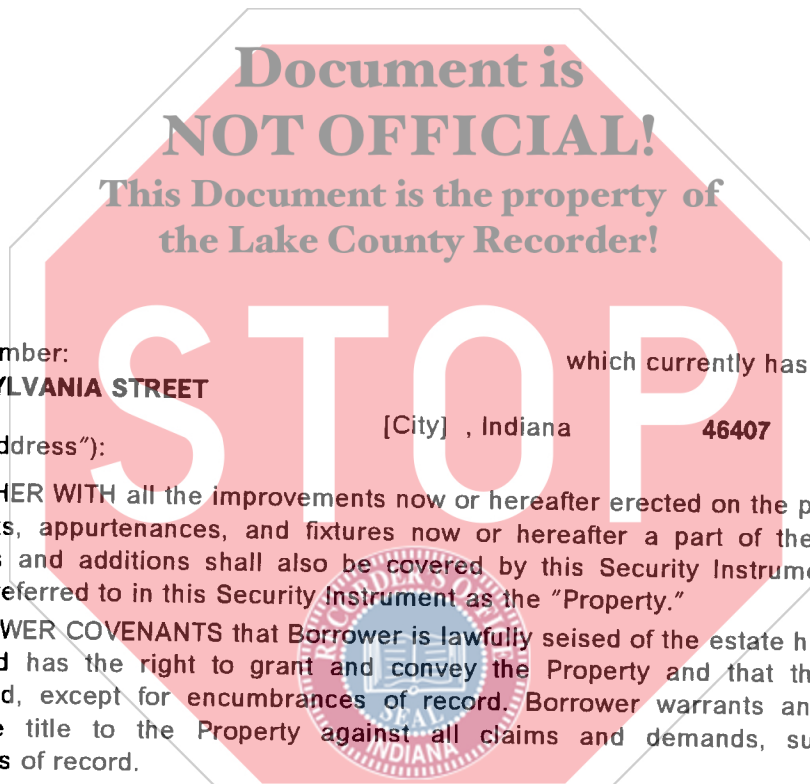 Document is
NOT OFFICIAL!
This Document is the property of
the Lake County Recorder!
STOP
mber: which currently has
YLVANIA STREET
[City] , Indiana 46407
ddress"):
HER WITH all the improvements now or hereafter erected on the p
s, appurtenances, and fixtures now or hereafter a part of the
s and additions shall also be covered by this Security Instrume
eferred to in this Security Instrument as the "Property."
WER COVENANTS that Borrower is lawfully seised of the estate h
d has the right to grant and convey the Property and that th
d, except for encumbrances of record. Borrower warrants an
e title to the Property against all claims and demands, su
s of record.
RECORDER'S OFFICE
SEAL
INDIANA